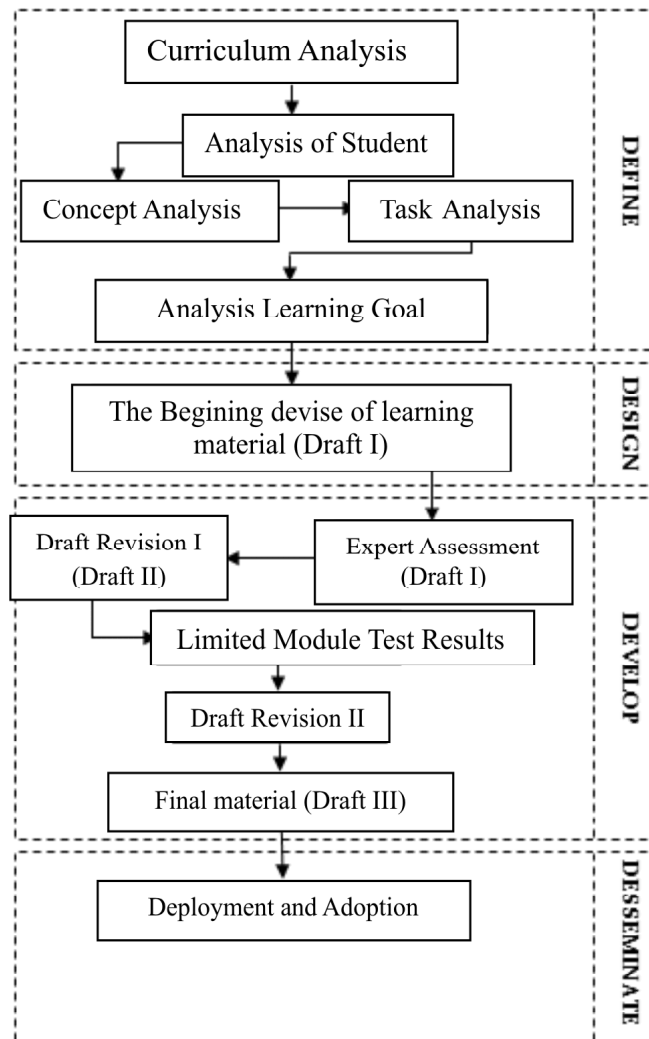 Curriculum Analysis
Analysis of Student
Concept Analysis
Task Analysis
Analysis Learning Goal
DEFINE
The Begining devise of learning
material (Draft I)
DESIGN
Draft Revision I
(Draft II)
Expert Assessment
(Draft I)
Limited Module Test Results
Draft Revision II
Final material (Draft III)
DEVELOP
Deployment and Adoption
DESSEMINATE